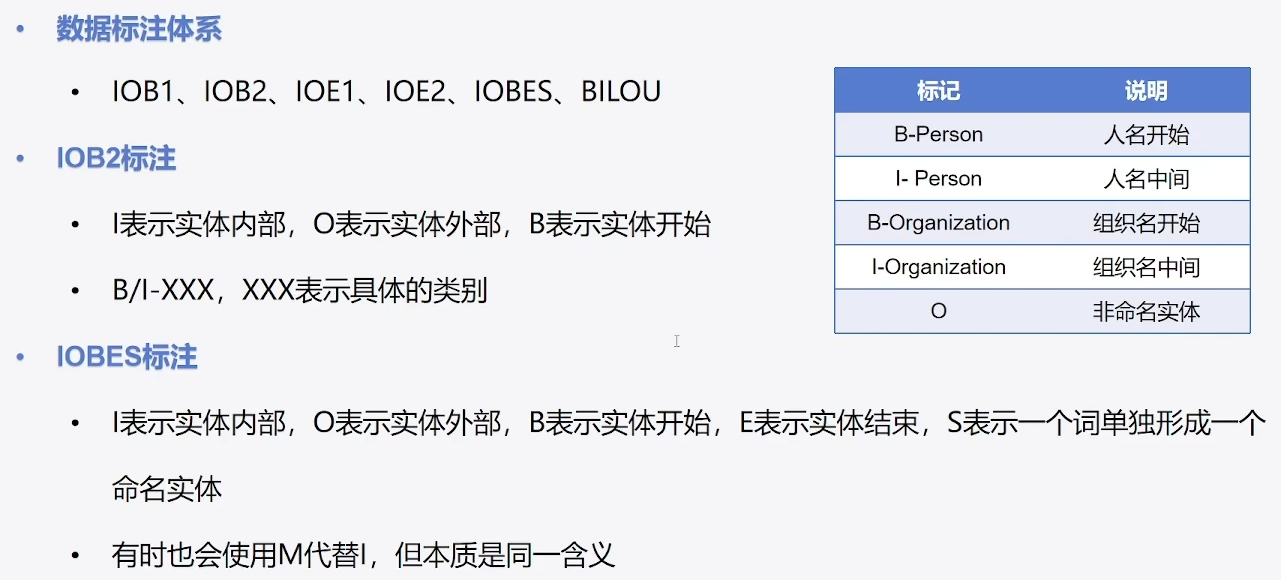 • 数据标注体系
• IOB1、IOB2、IOE1、IOE2、IOBES、BILOU
• IOB2标注
• I表示实体内部，O表示实体外部，B表示实体开始
• B/I-XXX，XXX表示具体的类别
• IOBES标注
• I表示实体内部，O表示实体外部，B表示实体开始，E表示实体结束，S表示一个词单独形成一个
命名实体
• 有时也会使用M代替I，但本质是同一含义
标记 说明
B-Person 人名开始
I- Person 人名中间
B-Organization 组织名开始
I-Organization 组织名中间
O 非命名实体